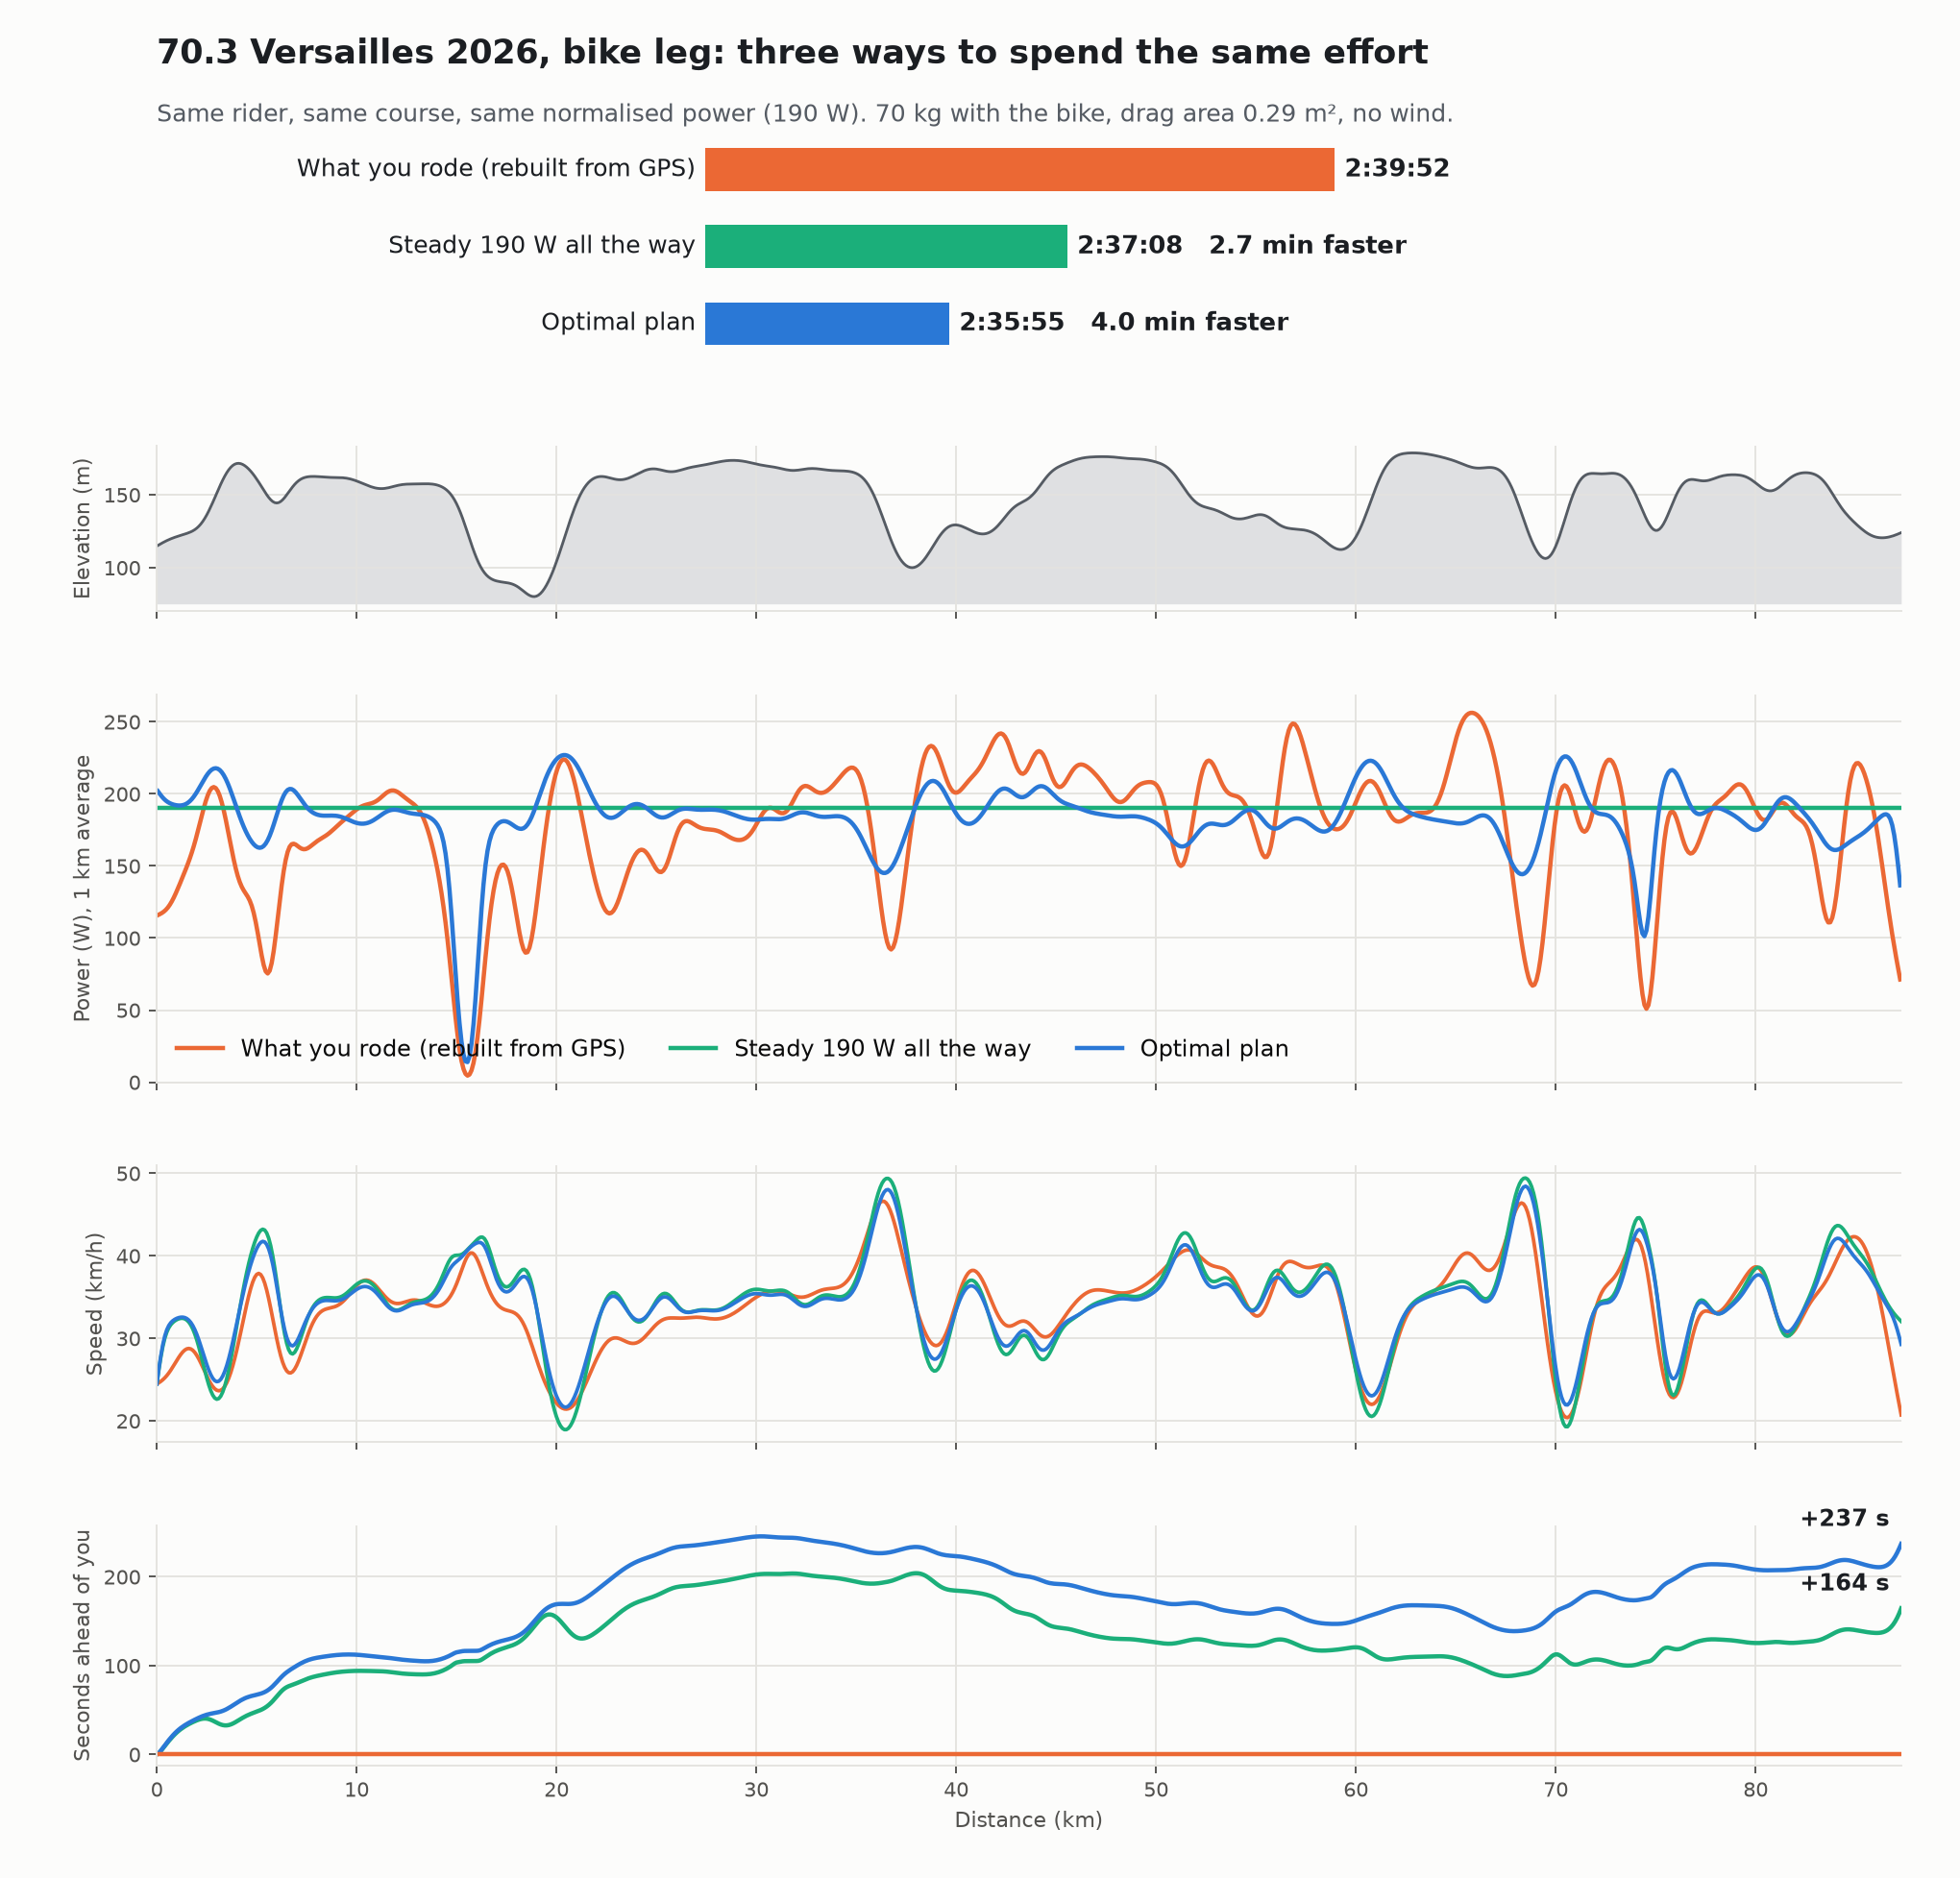 70.3 Versailles 2026, bike leg: three ways to spend the same effort
Same rider, same course, same normalised power (190 W). 70 kg with the bike, drag area 0.29 m², no wind.
What you rode (rebuilt from GPS) 2:39:52
Steady 190 W all the way 2:37:08 2.7 min faster
Optimal plan 2:35:55 4.0 min faster
Elevation (m)
150
100
Power (W), 1 km average
250
200
150
100
50
0
What you rode (rebuilt from GPS) Steady 190 W all the way Optimal plan
Speed (km/h)
50
40
30
20
Seconds ahead of you
200
100
0
+237 s
+164 s
0 10 20 30 40 50 60 70 80
Distance (km)